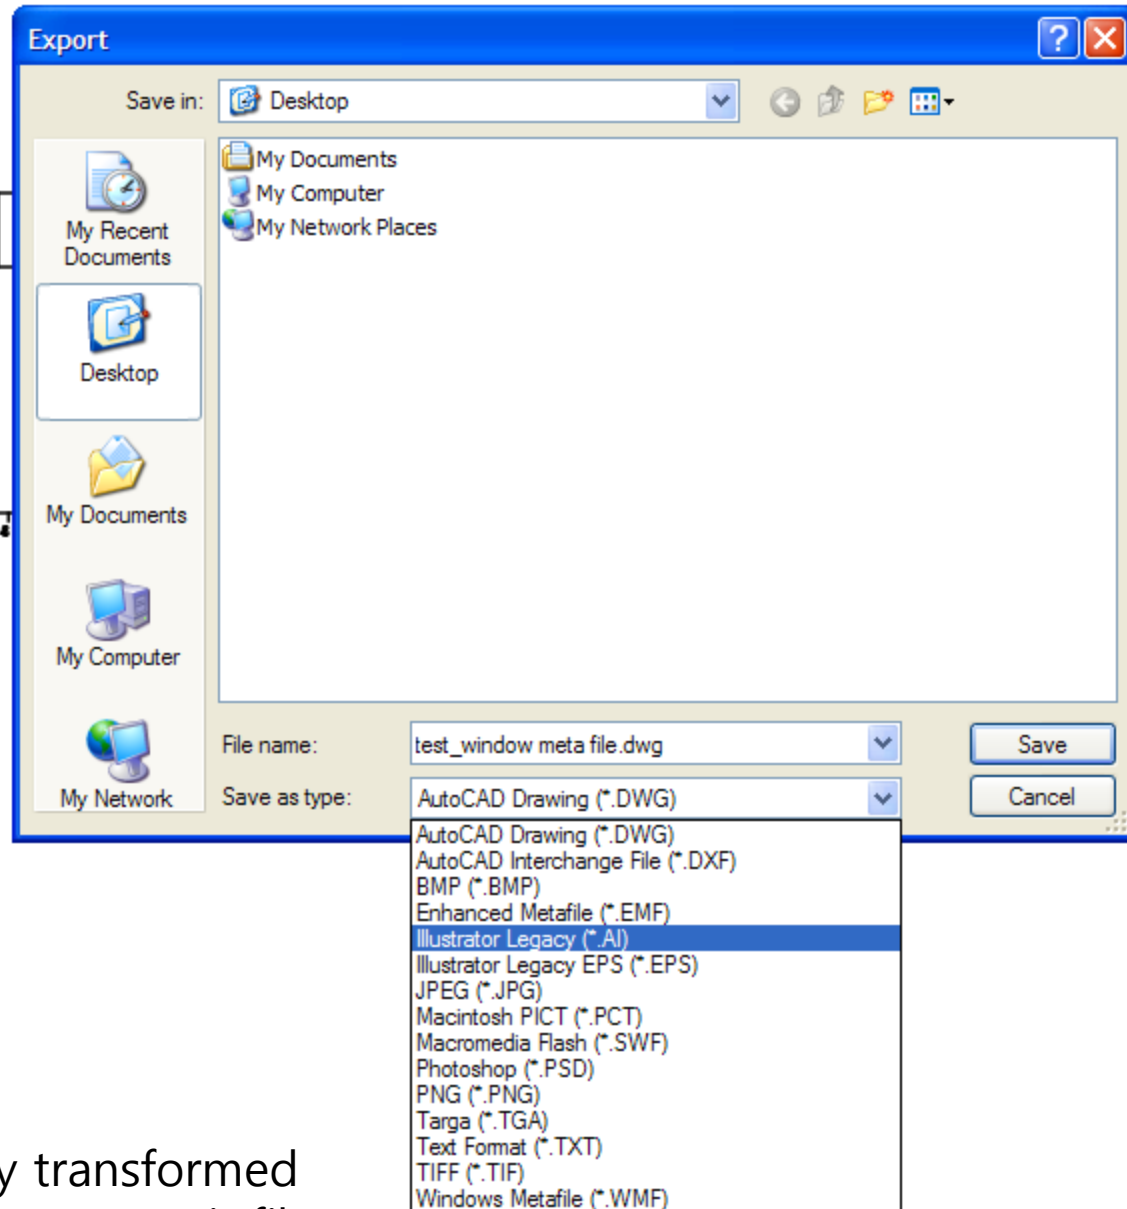 Export
Save in: Desktop
My Documents
My Computer
My Network Places
My Recent
Documents
Desktop
My Documents
My Computer
My Network
File name: test_window meta file.dwg Save
Save as type: AutoCAD Drawing (*.DWG) Cancel
AutoCAD Drawing (*.DWG)
AutoCAD Interchange File (*.DXF)
BMP (*.BMP)
Enhanced Metafile (*.EMF)
Illustrator Legacy (*.AI)
Illustrator Legacy EPS (*.EPS)
JPEG (*.JPG)
Macintosh PICT (*.PCT)
Macromedia Flash (*.SWF)
Photoshop (*.PSD)
PNG (*.PNG)
Targa (*.TGA)
Text Format (*.TXT)
TIFF (*.TIF)
Windows Metafile (*.WMF)
y transformed